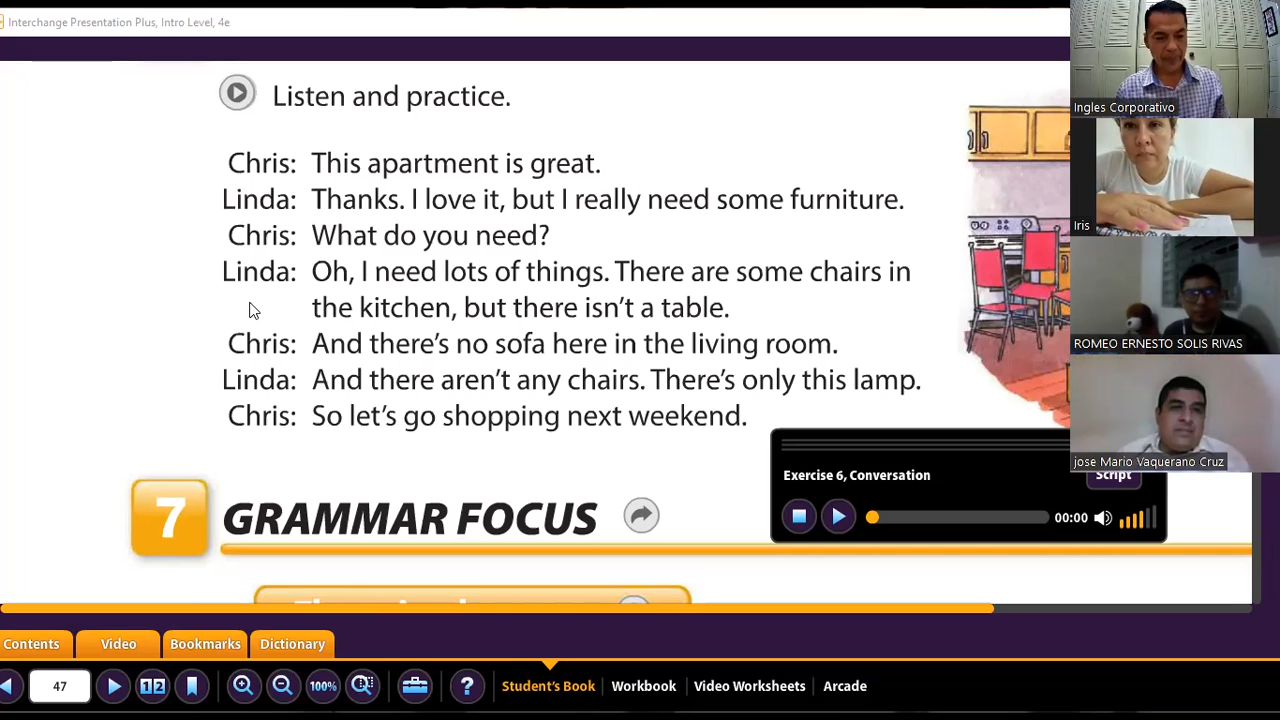 Interchange Presentation Plus, Intro Level, 4e
Listen and practice.
Chris: This apartment is great.
Linda: Thanks. I love it, but I really need some furniture.
Chris: What do you need?
Linda: Oh, I need lots of things. There are some chairs in
the kitchen, but there isn't a table.
Chris: And there's no sofa here in the living room.
Linda: And there aren't any chairs. There's only this lamp.
Chris: So let's go shopping next weekend.
7 GRAMMAR FOCUS
Exercise 6, Conversation
Script
00:00
Ingles Corporativo
Iris
ROMEO ERNESTO SOLIS RIVAS
jose Mario Vaquerano Cruz
Contents Video Bookmarks Dictionary
47 12 100% ? Student's Book Workbook Video Worksheets Arcade